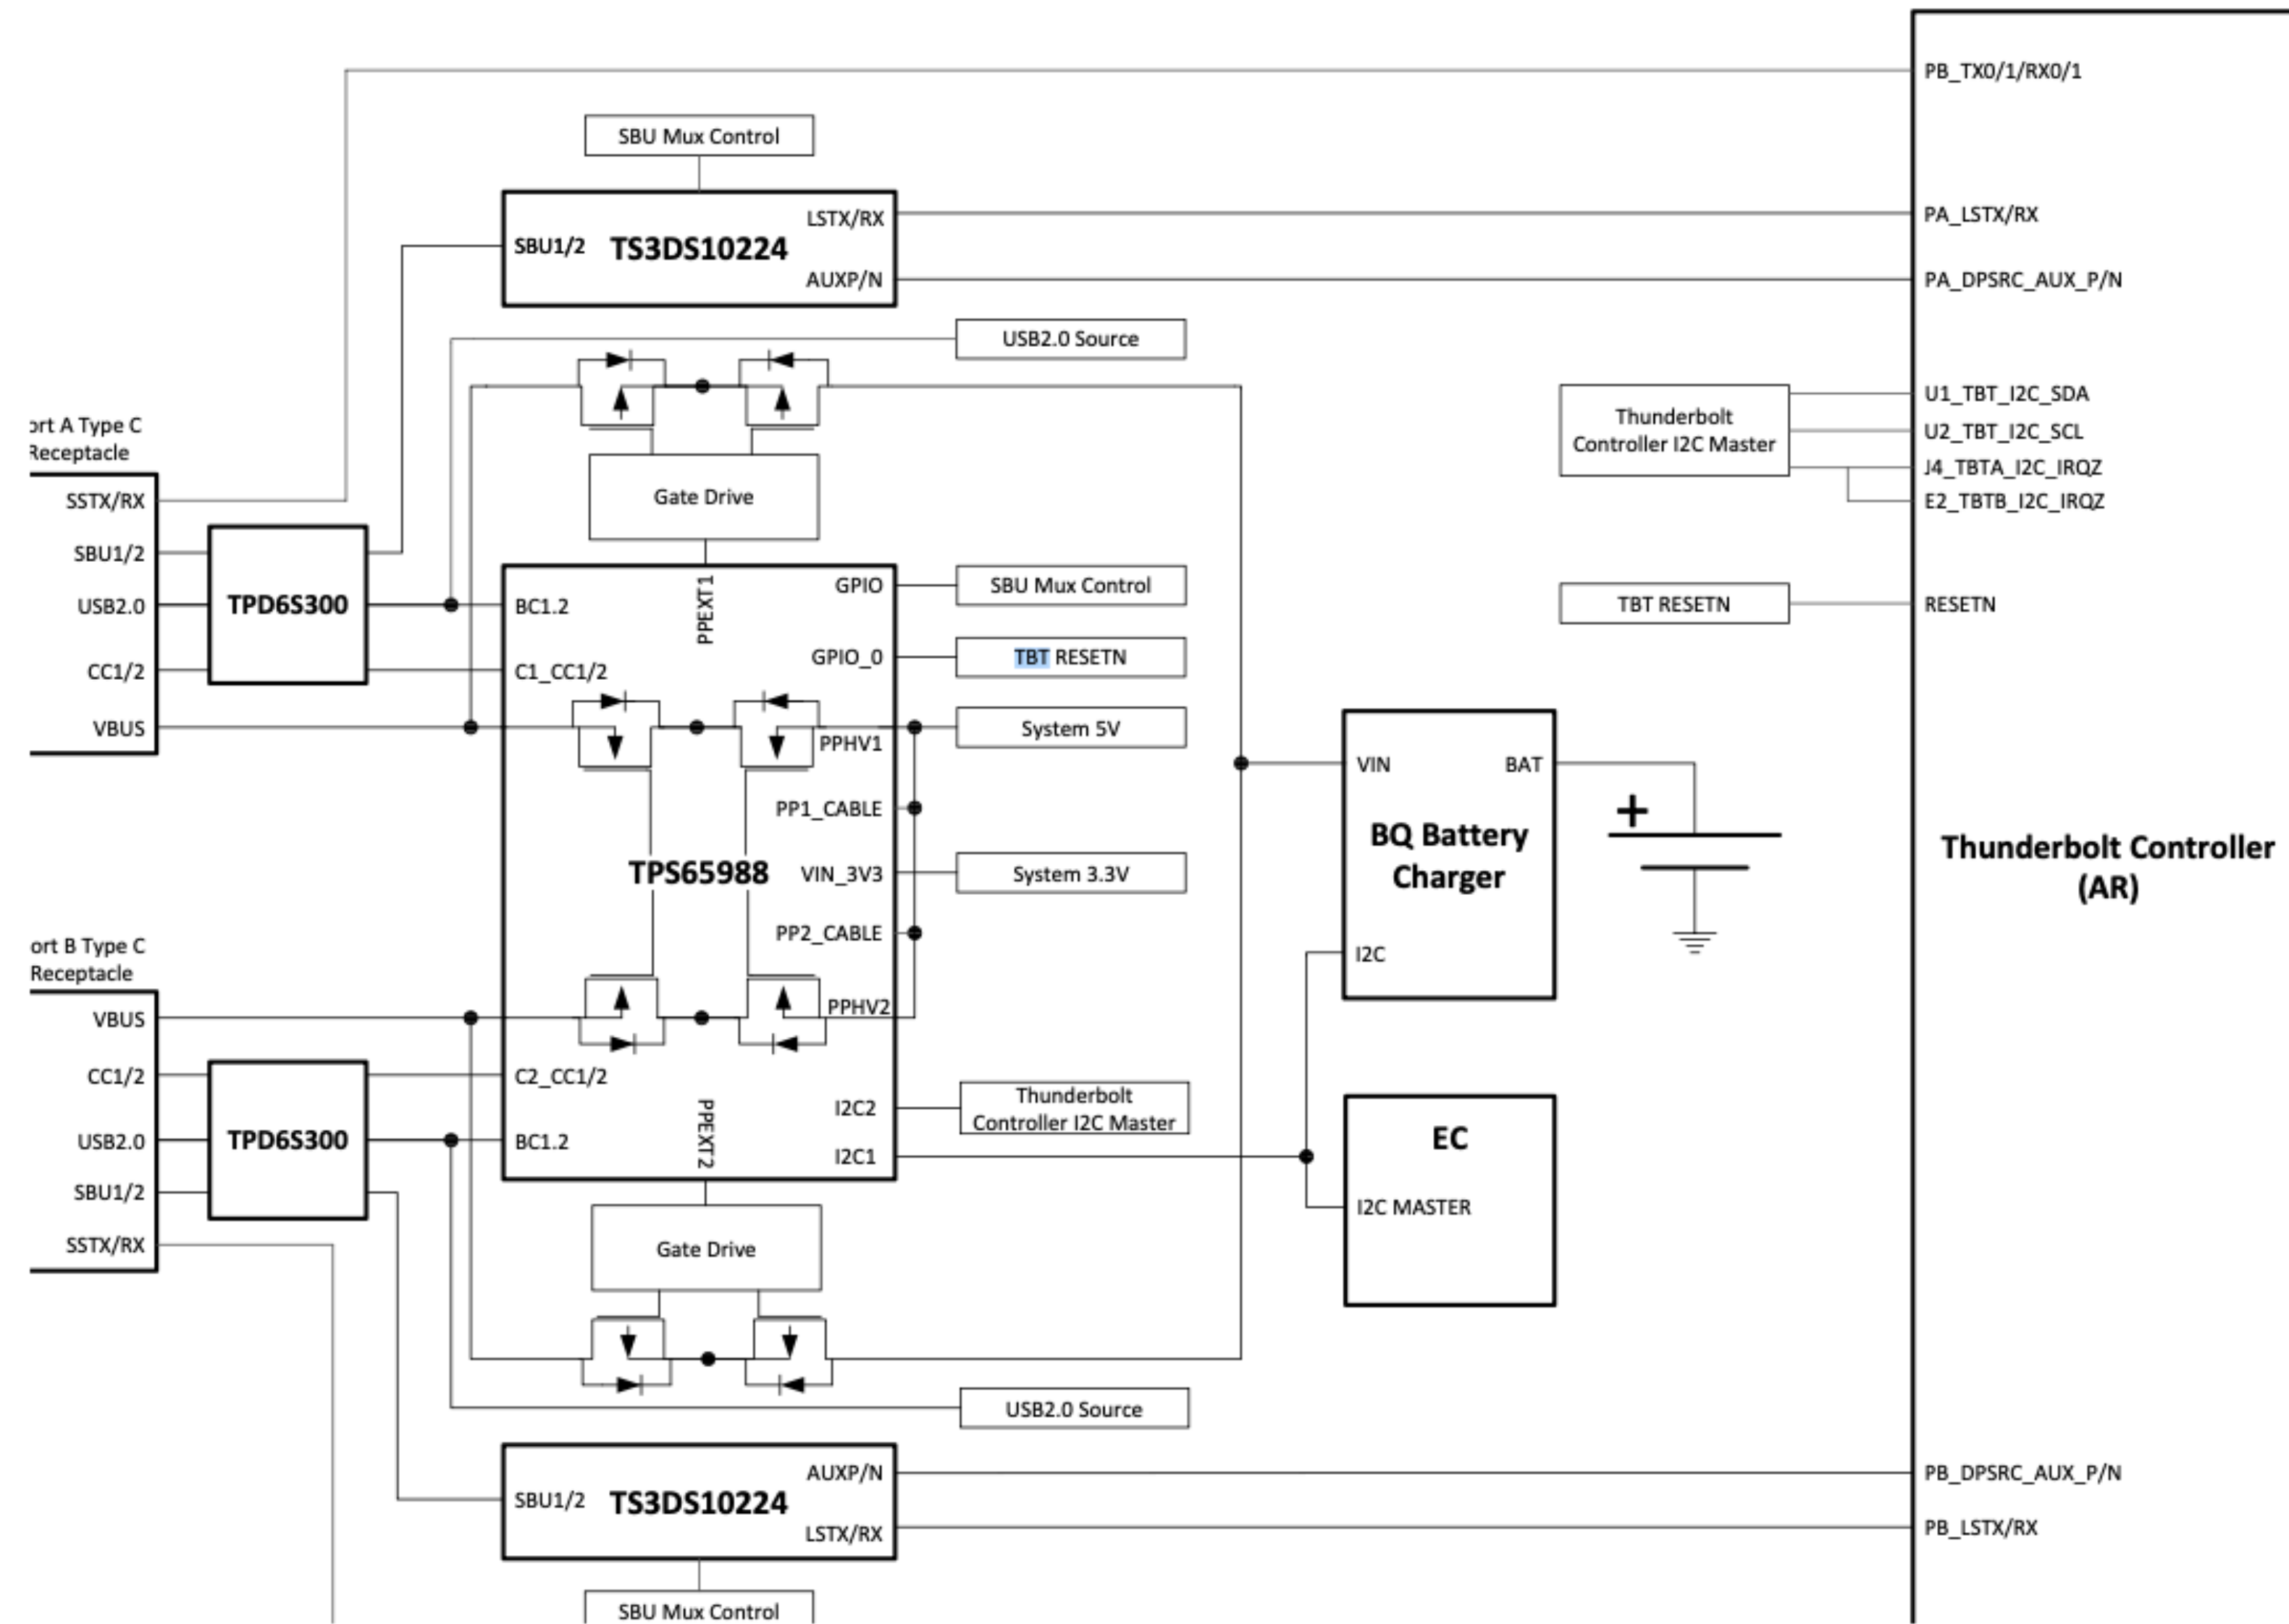 PB_TX0/1/RX0/1
SBU Mux Control
LSTX/RX
PA_LSTX/RX
SBU1/2
TS3DS10224
AUXP/N
PA_DPSRC_AUX_P/N
USB2.0 Source
U1_TBT_I2C_SDA
Thunderbolt
Controller I2C Master
U2_TBT_I2C_SCL
J4_TBTA_I2C_IRQZ
E2_TBTB_I2C_IRQZ
ort A Type C
Receptacle
Gate Drive
SSTX/RX
SBU1/2
USB2.0
CC1/2
VBUS
TPD6S300
BC1.2
C1_CC1/2
PPEXT1
GPIO
SBU Mux Control
GPIO_0
TBT RESETN
TBT RESETN
RESETN
PPHV1
System 5V
PP1_CABLE
TPS65988
VIN_3V3
System 3.3V
PP2_CABLE
PPHV2
VIN
BAT
BQ Battery
Charger
I2C
+
Thunderbolt Controller
(AR)
ort B Type C
Receptacle
VBUS
CC1/2
USB2.0
SBU1/2
SSTX/RX
TPD6S300
C2_CC1/2
BC1.2
PPEXT2
I2C2
Thunderbolt
Controller I2C Master
I2C1
EC
I2C MASTER
Gate Drive
USB2.0 Source
AUXP/N
PB_DPSRC_AUX_P/N
SBU1/2
TS3DS10224
LSTX/RX
PB_LSTX/RX
SBU Mux Control